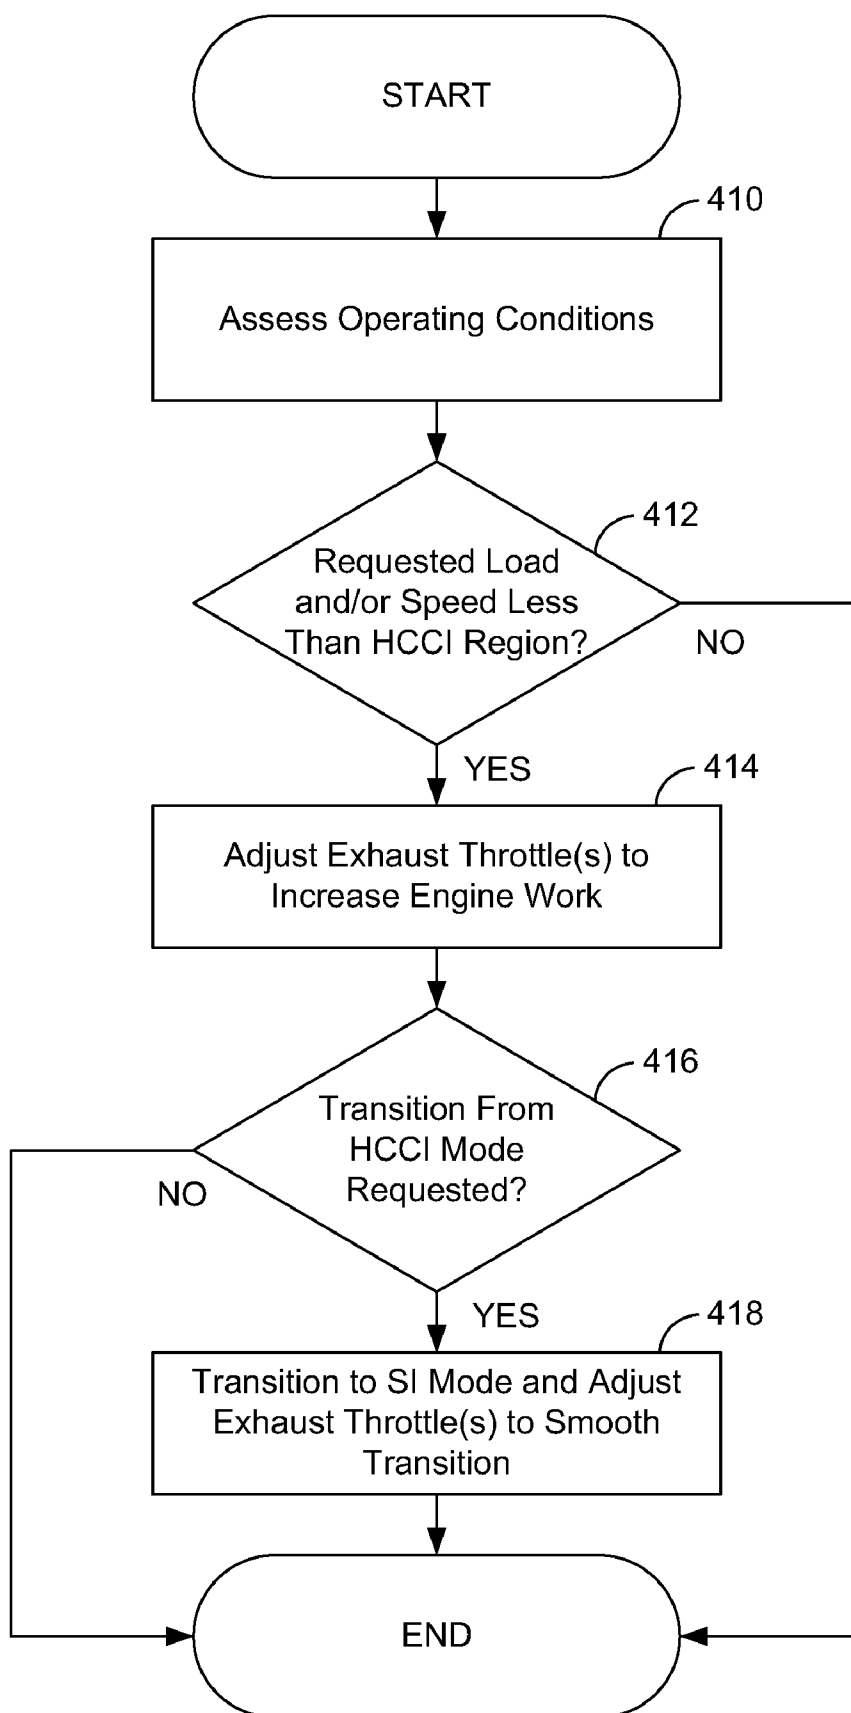 START
410
Assess Operating Conditions
412
Requested Load
and/or Speed Less
Than HCCI Region?
NO
YES
414
Adjust Exhaust Throttle(s) to
Increase Engine Work
416
Transition From
HCCI Mode
Requested?
NO
YES
418
Transition to SI Mode and Adjust
Exhaust Throttle(s) to Smooth
Transition
END